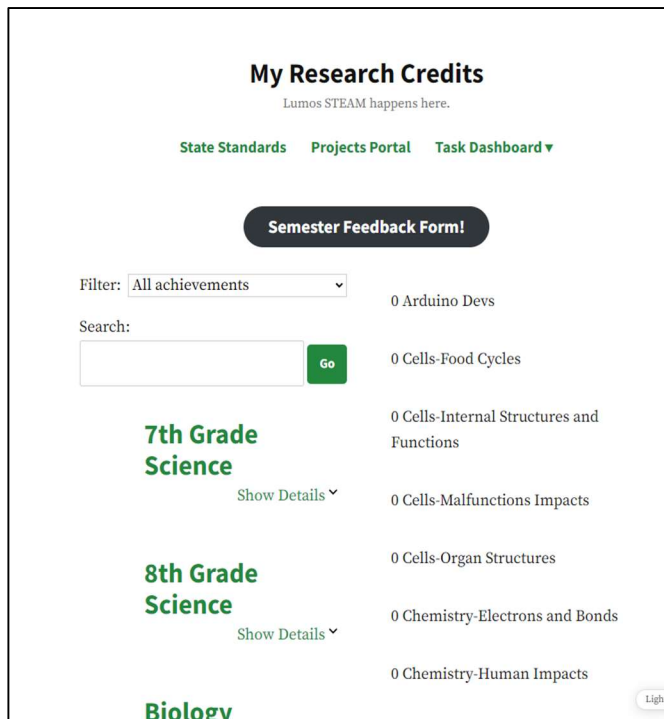 My Research Credits
Lumos STEAM happens here.
State Standards Projects Portal Task Dashboard ▾
Semester Feedback Form!
Filter: All achievements
Search:
Go
7th Grade
Science
Show Details
8th Grade
Science
Show Details
Biology
0 Arduino Devs
0 Cells-Food Cycles
0 Cells-Internal Structures and
Functions
0 Cells-Malfunctions Impacts
0 Cells-Organ Structures
0 Chemistry-Electrons and Bonds
0 Chemistry-Human Impacts